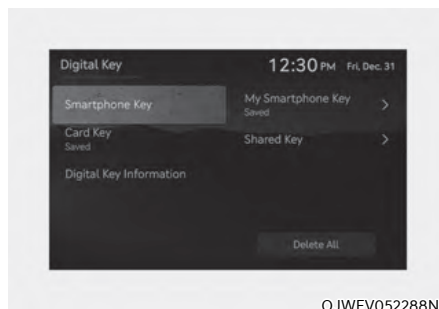 Digital Key
12:30 PM Fri, Dec. 31
Smartphone Key
My Smartphone Key
Saved
Card Key
Saved
Shared Key
Digital Key Information
Delete All
OJWEV052288N